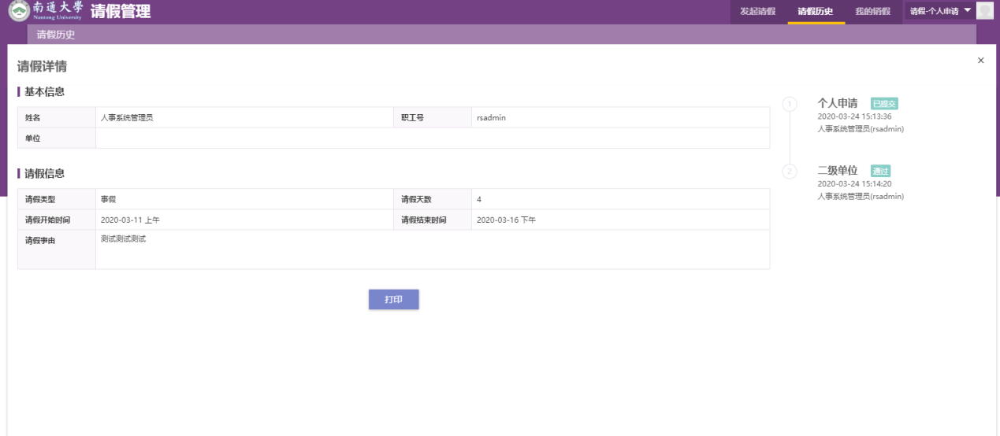 南通大學 请假管理
Nantong University
发起请假 请假历史 我的销假 请假-个人申请
请假历史
请假详情
×
基本信息
姓名 人事系统管理员 职工号 rsadmin
单位
请假信息
请假类型 事假 请假天数 4
请假开始时间 2020-03-11 上午 请假结束时间 2020-03-16 下午
请假事由 测试测试测试
打印
1 个人申请 已提交
2020-03-24 15:13:36
人事系统管理员(rsadmin)
2 二级单位 通过
2020-03-24 15:14:20
人事系统管理员(rsadmin)